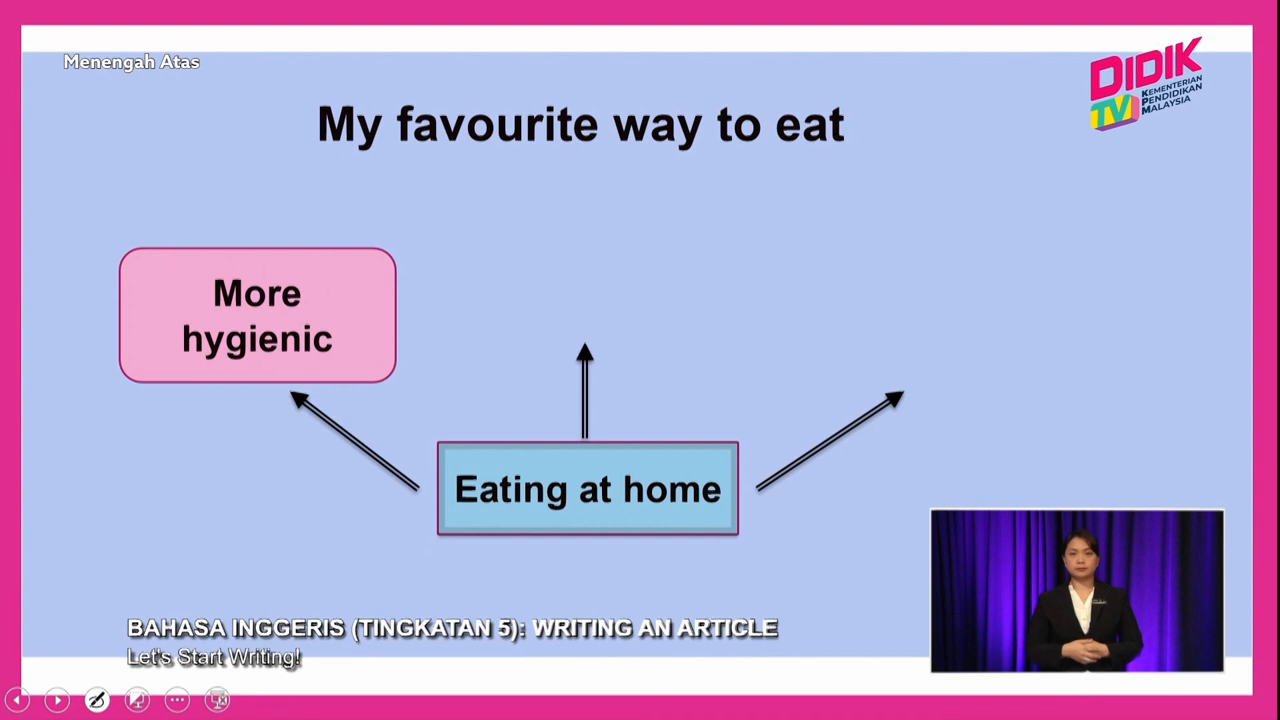 Menengah Atas
DIDIK
TV
KEMENTERIAN
PENDIDIKAN
MALAYSIA
My favourite way to eat
More
hygienic
Eating at home
BAHASA INGGERIS (TINGKATAN 5): WRITING AN ARTICLE
Let's Start Writing!